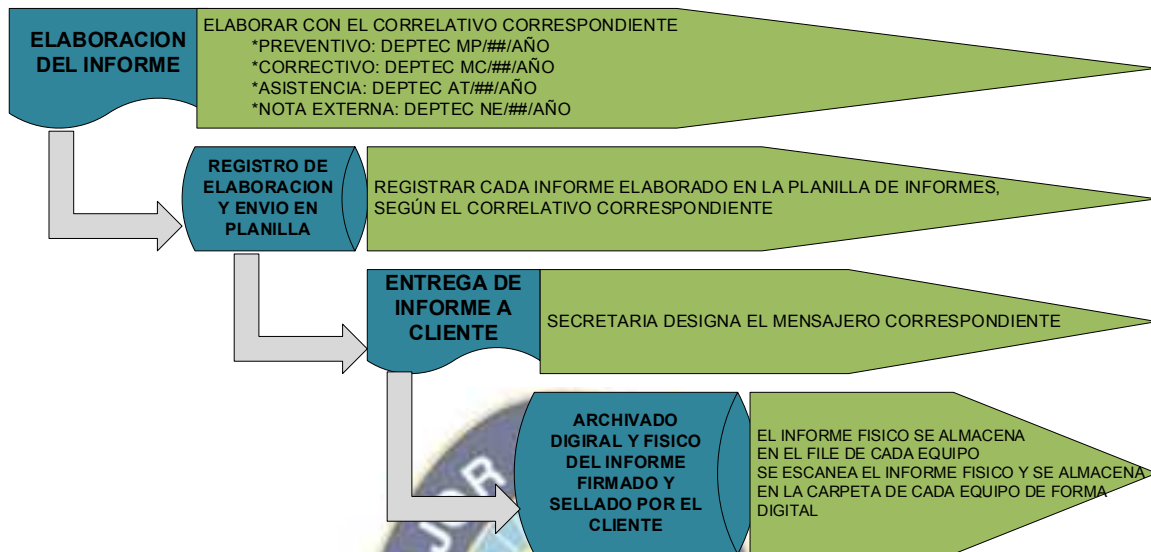 ELABORACION
DEL INFORME
ELABORAR CON EL CORRELATIVO CORRESPONDIENTE
*PREVENTIVO: DEPTEC MP/##/AÑO
*CORRECTIVO: DEPTEC MC/##/AÑO
*ASISTENCIA: DEPTEC AT/##/AÑO
*NOTA EXTERNA: DEPTEC NE/##/AÑO
REGISTRO DE
ELABORACION
Y ENVIO EN
PLANILLA
REGISTRAR CADA INFORME ELABORADO EN LA PLANILLA DE INFORMES,
SEGÚN EL CORRELATIVO CORRESPONDIENTE
ENTREGA DE
INFORME A
CLIENTE
SECRETARIA DESIGNA EL MENSAJERO CORRESPONDIENTE
ARCHIVADO
DIGIRAL Y FISICO
DEL INFORME
FIRMADO Y
SELLADO POR EL
CLIENTE
EL INFORME FISICO SE ALMACENA
EN EL FILE DE CADA EQUIPO
SE ESCANEA EL INFORME FISICO Y SE ALMACENA
EN LA CARPETA DE CADA EQUIPO DE FORMA
DIGITAL